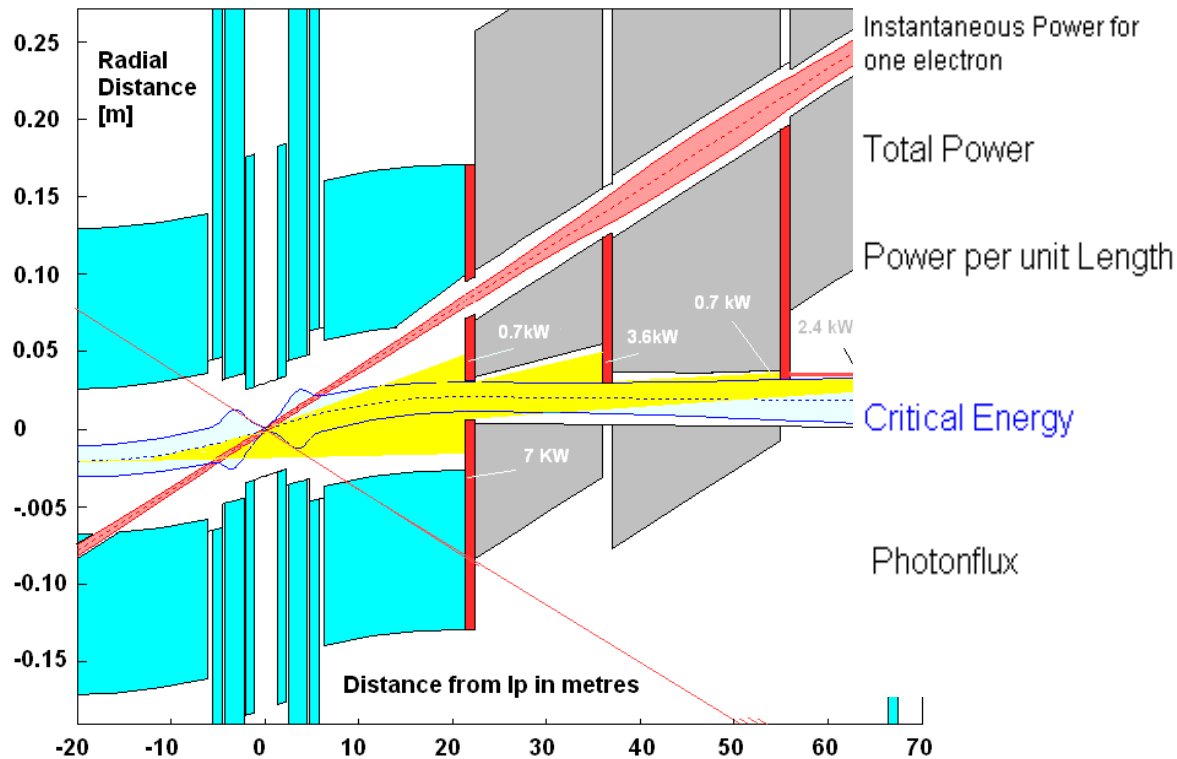 0.25
0.20
0.15
0.10
0.05
0
-.005
-0.10
-0.15
Radial
Distance
[m]
0.7kW
3.6kW
0.7 kW
2.4 kW
7 KW
Distance from Ip in metres
-20
-10
0
10
20
30
40
50
60
70
Instantaneous Power for
one electron
Total Power
Power per unit Length
Critical Energy
Photonflux